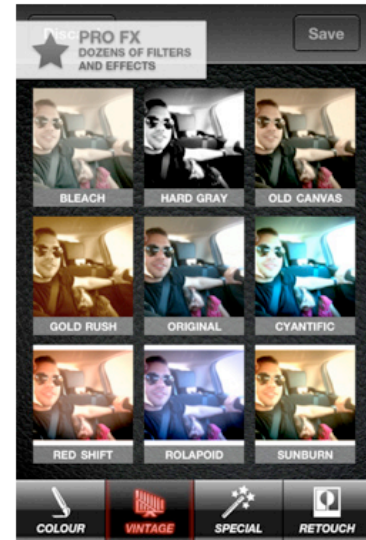 PRO FX
DOZENS OF FILTERS
AND EFFECTS
Save
BLEACH
HARD GRAY
OLD CANVAS
GOLD RUSH
ORIGINAL
CYANTIFIC
RED SHIFT
ROLAPOID
SUNBURN
COLOUR
VINTAGE
SPECIAL
RETOUCH